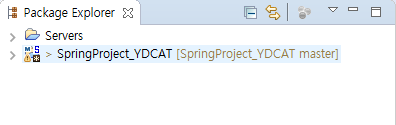 Package Explorer
Servers
> SpringProject_YDCAT [SpringProject_YDCAT master]